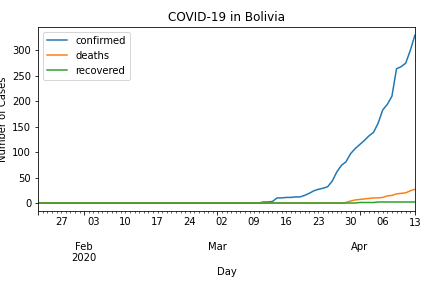 COVID-19 in Bolivia
confirmed
deaths
recovered
Number of Cases
300
250
200
150
100
50
0
27 03 10 17 24 02 09 16 23 30 06 13
Feb Mar Apr
2020
Day